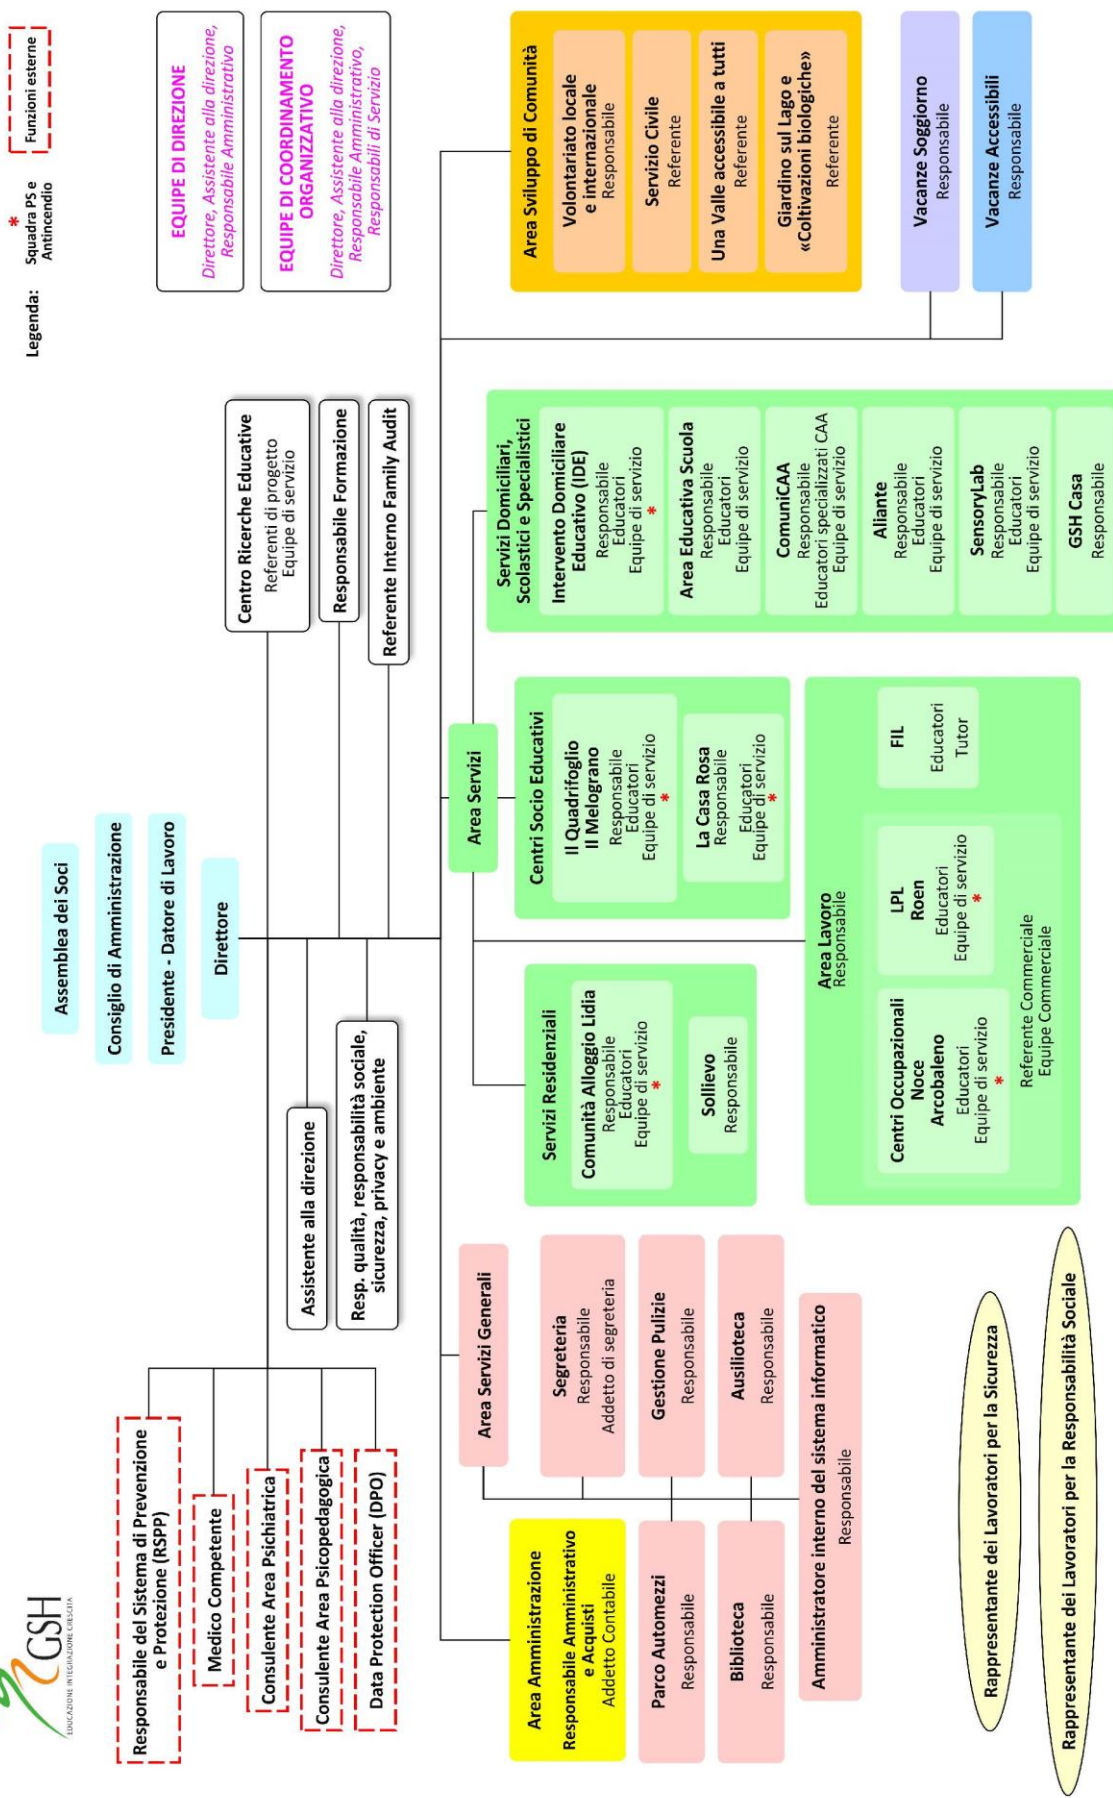 GSH
EDUCAZIONE INTEGRAZIONE CRESCITA
Legenda:
*
Squadra PS e
Antincendio
Funzioni esterne
Assemblea dei Soci
Consiglio di Amministrazione
Presidente - Datore di Lavoro
Direttore
EQUIPE DI DIREZIONE
Direttore, Assistente alla direzione,
Responsabile Amministrativo
EQUIPE DI COORDINAMENTO
ORGANIZZATIVO
Direttore, Assistente alla direzione,
Responsabile Amministrativo,
Responsabili di Servizio
Responsabile del Sistema di Prevenzione
e Protezione (RSPP)
Medico Competente
Consulente Area Psichiatrica
Consulente Area Psicopedagogica
Data Protection Officer (DPO)
Assistente alla direzione
Resp. qualità, responsabilità sociale,
sicurezza, privacy e ambiente
Centro Ricerche Educative
Referenti di progetto
Equipe di servizio
Responsabile Formazione
Referente Interno Family Audit
Area Amministrazione
Responsabile Amministrativo
e Acquisti
Addetto Contabile
Area Servizi Generali
Segreteria
Responsabile
Addetto di segreteria
Parco Automezzi
Responsabile
Gestione Pulizie
Responsabile
Biblioteca
Responsabile
Ausilioteca
Responsabile
Amministratore interno del sistema informatico
Responsabile
Area Servizi
Servizi Residenziali
Comunità Alloggio Lidia
Responsabile
Educatori
Equipe di servizio
*
Sollievo
Responsabile
Centri Socio Educativi
Il Quadrifoglio
Il Melograno
Responsabile
Educatori
Equipe di servizio
*
La Casa Rosa
Responsabile
Educatori
Equipe di servizio
*
Servizi Domiciliari,
Scolastici e Specialistici
Intervento Domiciliare
Educativo (IDE)
Responsabile
Educatori
Equipe di servizio
*
Area Educativa Scuola
Responsabile
Educatori
Equipe di servizio
ComuniCAA
Responsabile
Educatori specializzati CAA
Equipe di servizio
Aliante
Responsabile
Educatori
Equipe di servizio
SensoryLab
Responsabile
Educatori
Equipe di servizio
GSH Casa
Responsabile
Area Lavoro
Responsabile
Centri Occupazionali
Noce
Arcobaleno
Educatori
Equipe di servizio
*
LPL
Roen
Educatori
Equipe di servizio
*
Referente Commerciale
Equipe Commerciale
FIL
Educatori
Tutor
Area Sviluppo di Comunità
Volontariato locale
e internazionale
Responsabile
Servizio Civile
Referente
Una Valle accessibile a tutti
Referente
Giardino sul Lago e
«Coltivazioni biologiche»
Referente
Vacanze Soggiorno
Responsabile
Vacanze Accessibili
Responsabile
Rappresentante dei Lavoratori per la Sicurezza
Rappresentante dei Lavoratori per la Responsabilità Sociale